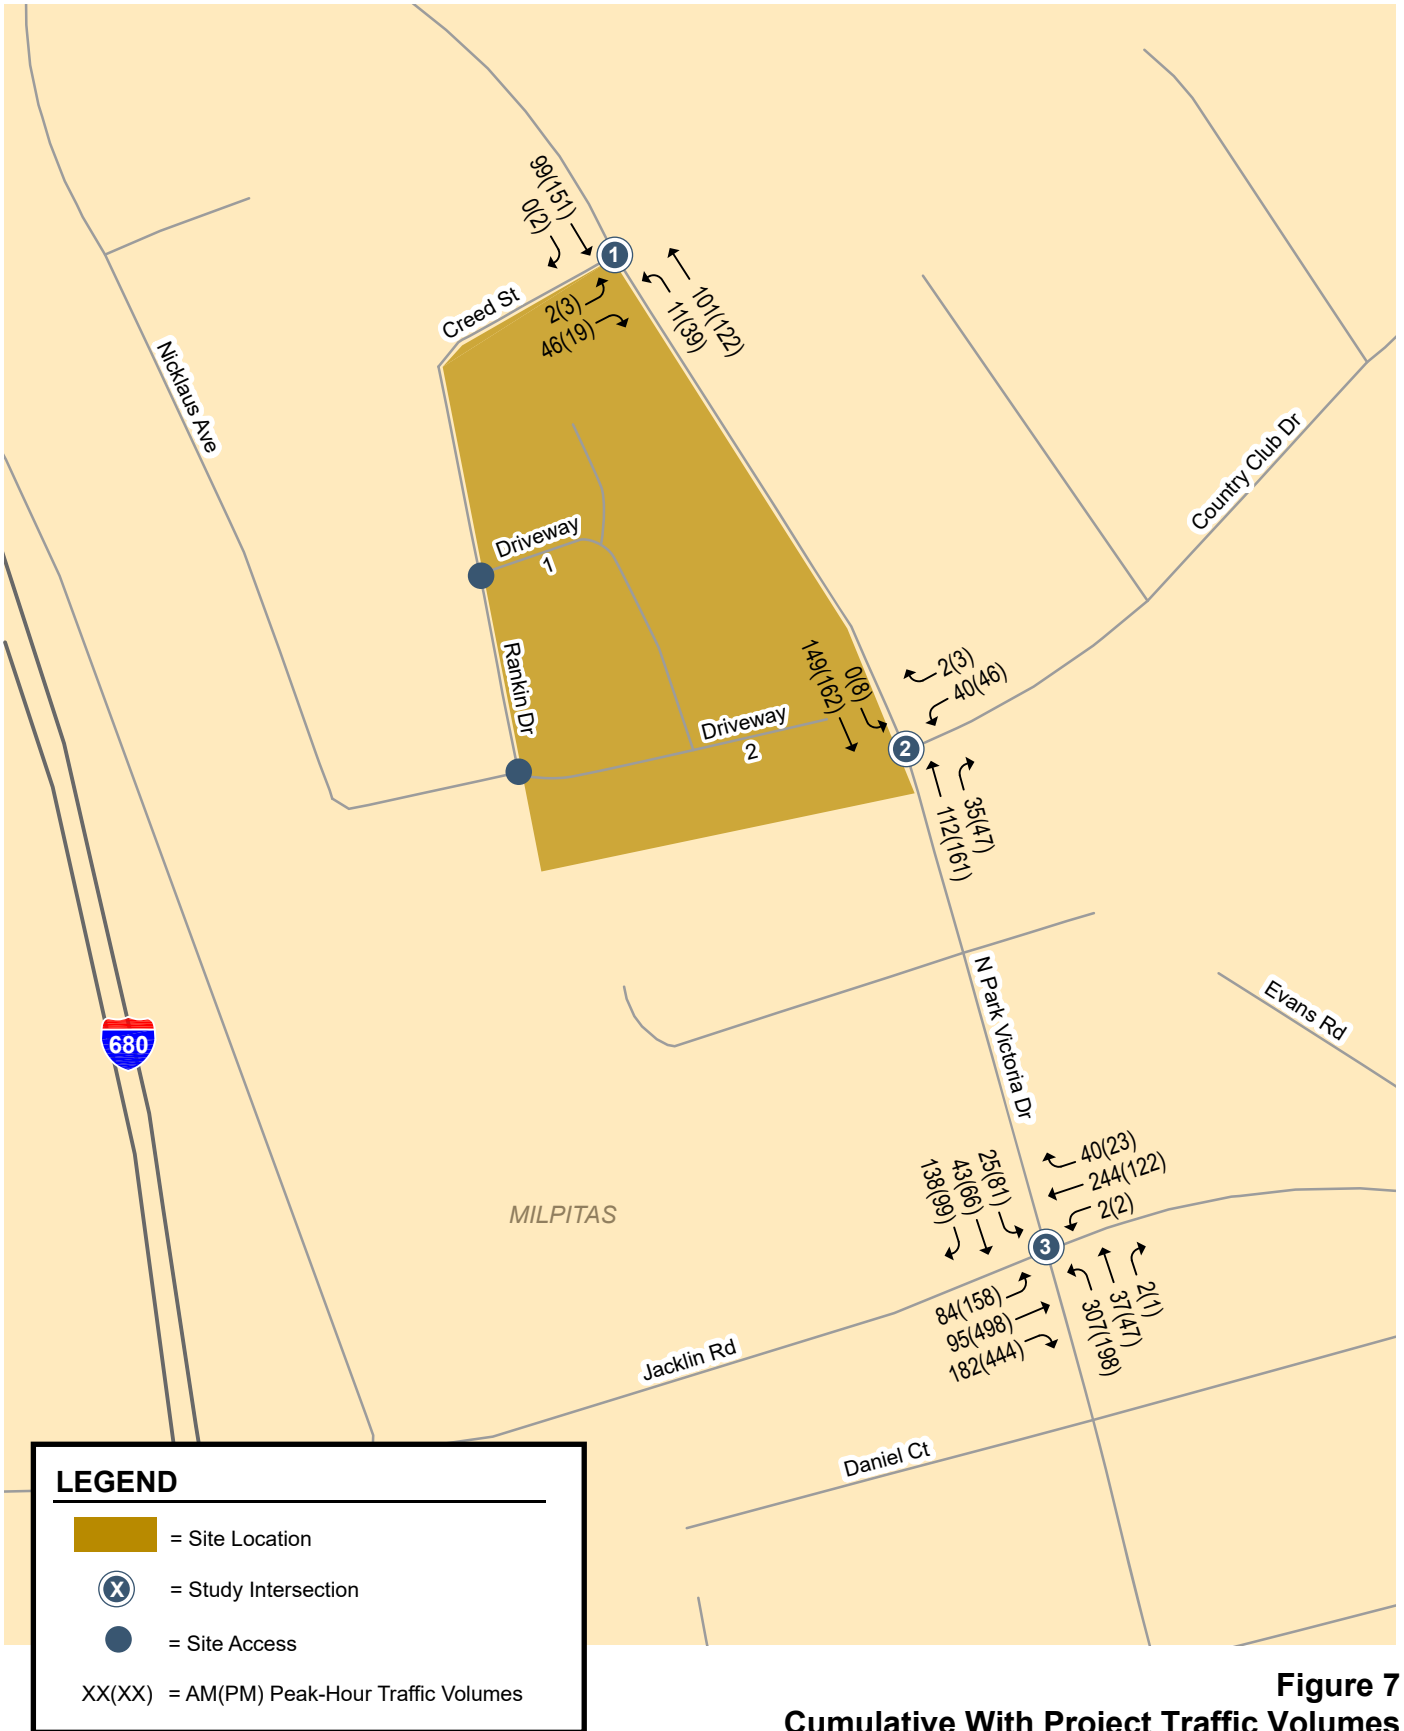 99(151)
0(2)
1
101(122)
11(39)
2(3)
46(19)
Creed St
Nicklaus Ave
Country Club Dr
Driveway
1
Rankin Dr
149(162)
0(8)
2(3)
40(46)
Driveway
2
2
35(47)
112(161)
N Park Victoria Dr
Evans Rd
680
40(23)
244(122)
2(2)
25(81)
43(66)
138(99)
MILPITAS
3
84(158)
95(498)
182(444)
2(1)
37(47)
307(198)
Jacklin Rd
Daniel Ct
LEGEND
= Site Location
X
= Study Intersection
= Site Access
XX(XX) = AM(PM) Peak-Hour Traffic Volumes
Figure 7
Cumulative With Project Traffic Volumes